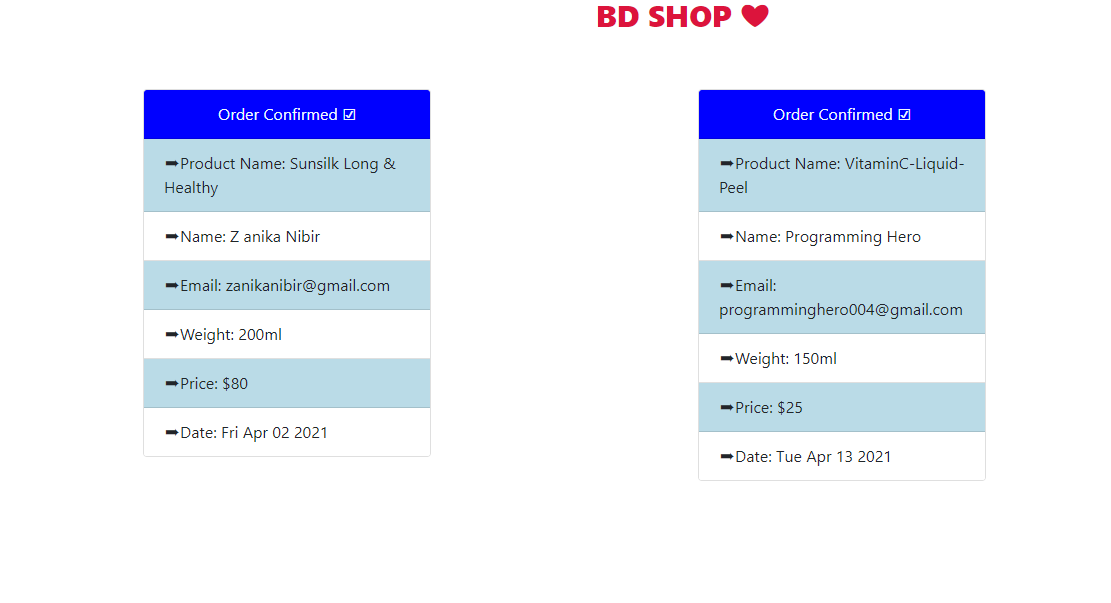 BD SHOP ❤
Order Confirmed ☑
➡Product Name: Sunsilk Long &
Healthy
➡Name: Z anika Nibir
➡Email: zanikanibir@gmail.com
➡Weight: 200ml
➡Price: $80
➡Date: Fri Apr 02 2021
Order Confirmed ☑
➡Product Name: VitaminC-Liquid-
Peel
➡Name: Programming Hero
➡Email:
programminghero004@gmail.com
➡Weight: 150ml
➡Price: $25
➡Date: Tue Apr 13 2021